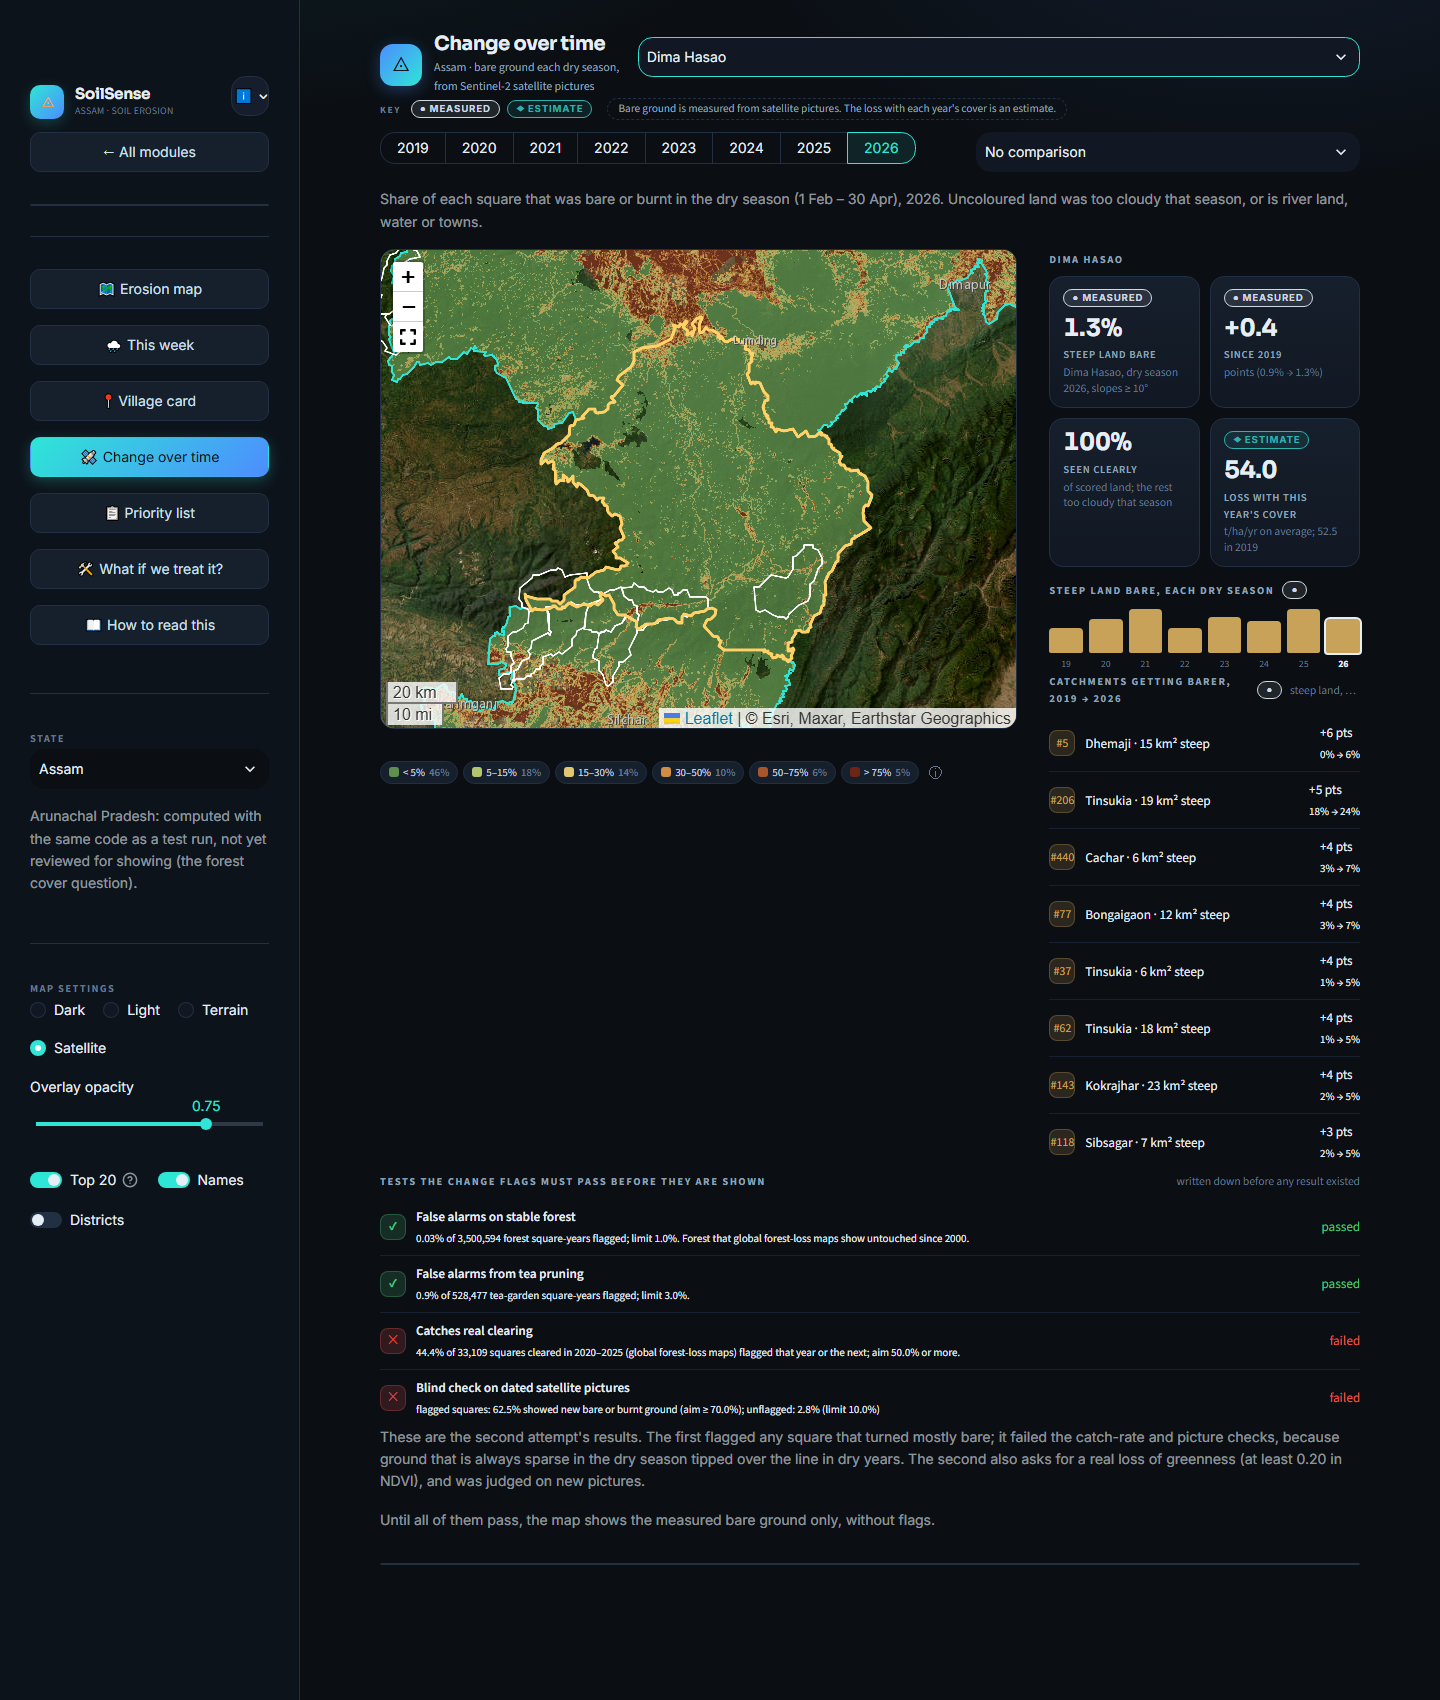 SoilSense
ASSAM · SOIL EROSION
← All modules
Erosion map
This week
Village card
Change over time
Priority list
What if we treat it?
How to read this
STATE
Assam
Arunachal Pradesh: computed with
the same code as a test run, not yet
reviewed for showing (the forest
cover question).
MAP SETTINGS
Dark
Light
Terrain
Satellite
Overlay opacity
0.75
Top 20
Names
Districts
Change over time
Assam · bare ground each dry season,
from Sentinel-2 satellite pictures
Dima Hasao
KEY
MEASURED
ESTIMATE
Bare ground is measured from satellite pictures. The loss with each year's cover is an estimate.
2019 2020 2021 2022 2023 2024 2025 2026
No comparison
Share of each square that was bare or burnt in the dry season (1 Feb – 30 Apr), 2026. Uncoloured land was too cloudy that season, or is river land,
water or towns.
+
−
Dimapur
Lumding
Silchar
20 km
10 mi
Leaflet | © Esri, Maxar, Earthstar Geographics
< 5% 46%
5–15% 18%
15–30% 14%
30–50% 10%
50–75% 6%
> 75% 5%
DIMA HASAO
MEASURED
1.3%
STEEP LAND BARE
Dima Hasao, dry season
2026, slopes ≥ 10°
MEASURED
+0.4
SINCE 2019
points (0.9% → 1.3%)
100%
SEEN CLEARLY
of scored land; the rest
too cloudy that season
ESTIMATE
54.0
LOSS WITH THIS
YEAR'S COVER
t/ha/yr on average; 52.5
in 2019
STEEP LAND BARE, EACH DRY SEASON
19 20 21 22 23 24 25 26
CATCHMENTS GETTING BARER,
2019 → 2026
steep land, …
#5 Dhemaji · 15 km² steep +6 pts
0% → 6%
#206 Tinsukia · 19 km² steep +5 pts
18% → 24%
#440 Cachar · 6 km² steep +4 pts
3% → 7%
#77 Bongaigaon · 12 km² steep +4 pts
3% → 7%
#37 Tinsukia · 6 km² steep +4 pts
1% → 5%
#62 Tinsukia · 18 km² steep +4 pts
1% → 5%
#143 Kokrajhar · 23 km² steep +4 pts
2% → 5%
#118 Sibsagar · 7 km² steep +3 pts
2% → 5%
TESTS THE CHANGE FLAGS MUST PASS BEFORE THEY ARE SHOWN
written down before any result existed
False alarms on stable forest
0.03% of 3,500,594 forest square-years flagged; limit 1.0%. Forest that global forest-loss maps show untouched since 2000.
passed
False alarms from tea pruning
0.9% of 528,477 tea-garden square-years flagged; limit 3.0%.
passed
Catches real clearing
44.4% of 33,109 squares cleared in 2020–2025 (global forest-loss maps) flagged that year or the next; aim 50.0% or more.
failed
Blind check on dated satellite pictures
flagged squares: 62.5% showed new bare or burnt ground (aim ≥ 70.0%); unflagged: 2.8% (limit 10.0%)
failed
These are the second attempt's results. The first flagged any square that turned mostly bare; it failed the catch-rate and picture checks, because
ground that is always sparse in the dry season tipped over the line in dry years. The second also asks for a real loss of greenness (at least 0.20 in
NDVI), and was judged on new pictures.
Until all of them pass, the map shows the measured bare ground only, without flags.